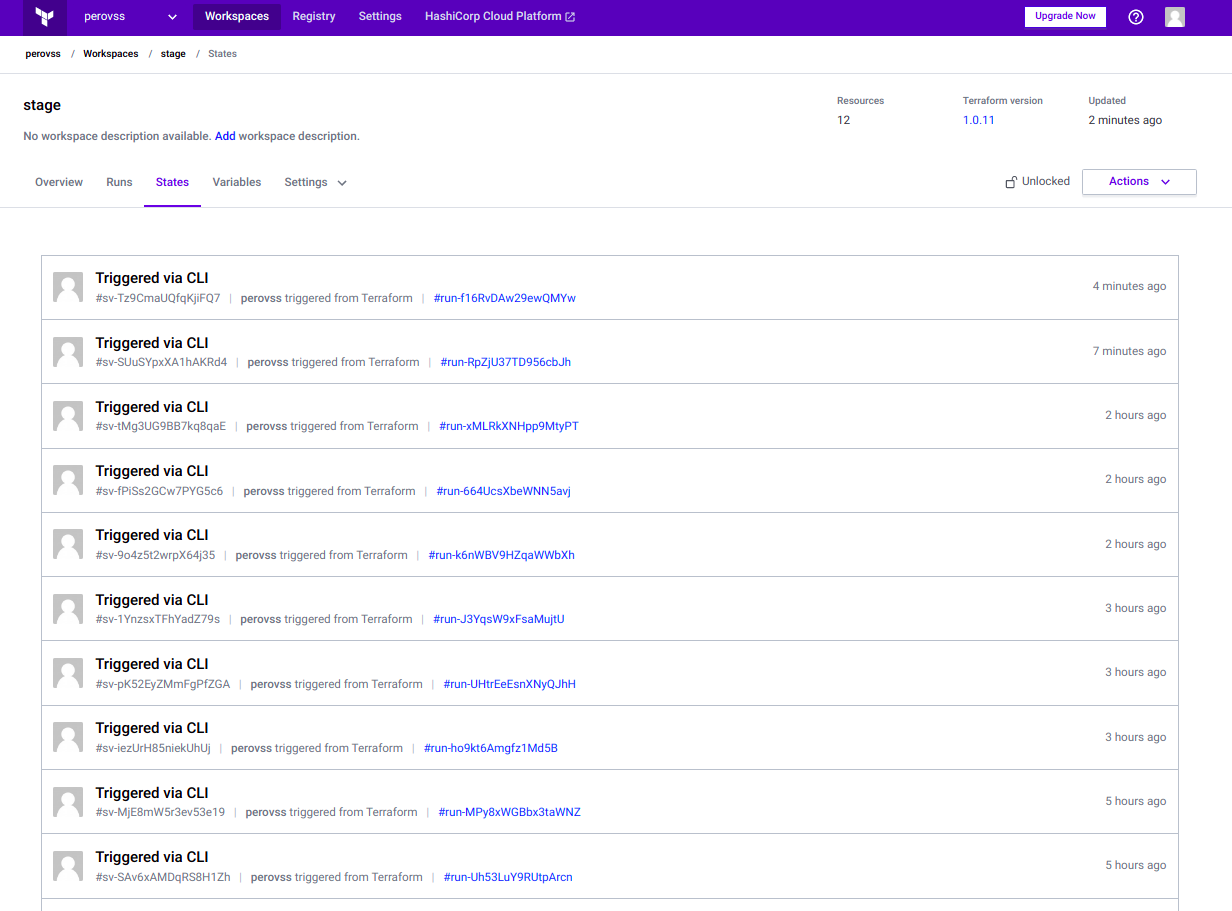 perovss Workspaces Registry Settings HashiCorp Cloud Platform Upgrade Now
perovss / Workspaces / stage / States
stage
No workspace description available. Add workspace description.
Resources Terraform version Updated
12 1.0.11 2 minutes ago
Overview Runs States Variables Settings Unlocked Actions
Triggered via CLI
#sv-Tz9CmaUQfqKjiFQ7 | perovss triggered from Terraform | #run-f16RvDAw29ewQMYw
4 minutes ago
Triggered via CLI
#sv-SUuSYpxXA1hAKRd4 | perovss triggered from Terraform | #run-RpZjU37TD956cbJh
7 minutes ago
Triggered via CLI
#sv-tMg3UG9BB7kq8qaE | perovss triggered from Terraform | #run-xMLRkXNHpp9MtyPT
2 hours ago
Triggered via CLI
#sv-fPiSs2GCw7PYG5c6 | perovss triggered from Terraform | #run-664UcsXbeWNN5avj
2 hours ago
Triggered via CLI
#sv-9o4z5t2wrpX64j35 | perovss triggered from Terraform | #run-k6nWBV9HZqaWWbXh
2 hours ago
Triggered via CLI
#sv-1YnzsxTFhYadZ79s | perovss triggered from Terraform | #run-J3YqsW9xFsaMujtU
3 hours ago
Triggered via CLI
#sv-pK52EyZMmFgPfZGA | perovss triggered from Terraform | #run-UHtrEeEsnXNyQJhH
3 hours ago
Triggered via CLI
#sv-iezUrH85niekUhUj | perovss triggered from Terraform | #run-ho9kt6Amgfz1Md5B
3 hours ago
Triggered via CLI
#sv-MjE8mW5r3ev53e19 | perovss triggered from Terraform | #run-MPy8xWGBbx3taWNZ
5 hours ago
Triggered via CLI
#sv-SAv6xAMDqRS8H1Zh | perovss triggered from Terraform | #run-Uh53LuY9RUtpArcn
5 hours ago